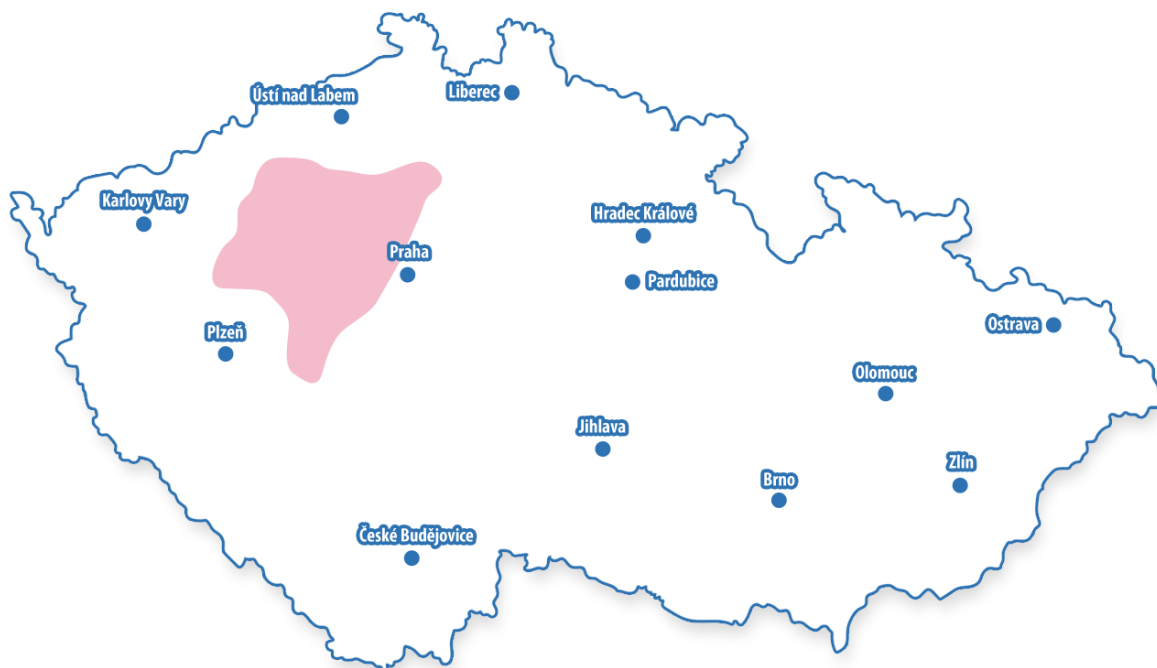 Ústí nad Labem
Liberec
Karlovy Vary
Hradec Králové
Praha
Pardubice
Plzeň
Ostrava
Olomouc
Jihlava
Zlín
Brno
České Budějovice